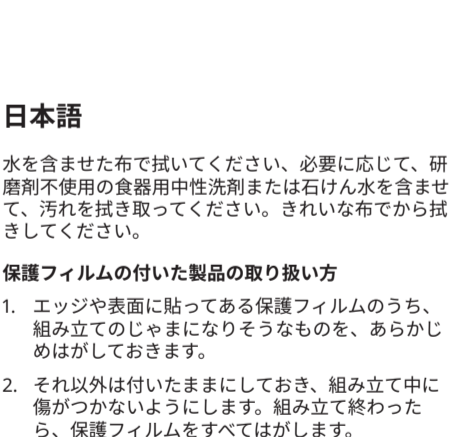 日本語
水を含ませた布で拭いてください、必要に応じて、研
磨剤不使用の食器用中性洗剤または石けん水を含ませ
て、汚れを拭き取ってください。きれいな布でから拭
きしてください。
保護フィルムの付いた製品の取り扱い方
1. エッジや表面に貼ってある保護フィルムのうち、
組み立てのじゃまになりそうなものを、あらかじ
めはがしておきます。
2. それ以外は付いたままにしておき、組み立て中に
傷がつかないようにします。組み立て終わった
ら、保護フィルムをすべてはがします。